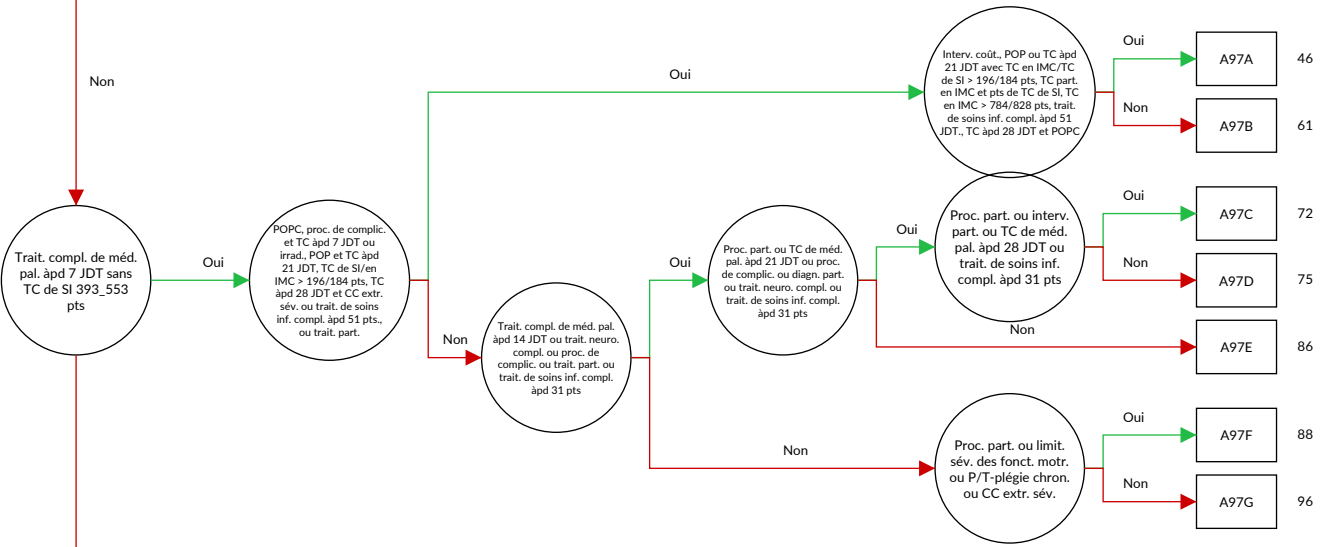 Non
Trait. compl. de méd.
pal. àpd 7 JDT sans
TC de SI 393_553
pts
Oui
POPC, proc. de complic.
et TC àpd 7 JDT ou
irrad., POP et TC àpd
21 JDT, TC de SI/en
IMC > 196/184 pts, TC
àpd 28 JDT et CC extr.
sév. ou trait. de soins
inf. compl. àpd 51 pts.,
ou trait. part.
Oui
Interv. coût., POP ou TC àpd
21 JDT avec TC en IMC/TC
de SI > 196/184 pts, TC part.
en IMC et pts de TC de SI, TC
en IMC > 784/828 pts, trait.
de soins inf. compl. àpd 51
JDT., TC àpd 28 JDT et POPC
Oui
A97A
46
Non
A97B
61
Non
Trait. compl. de méd. pal.
àpd 14 JDT ou trait. neuro.
compl. ou proc. de
complic. ou trait. part. ou
trait. de soins inf. compl.
àpd 31 pts
Oui
Proc. part. ou TC de méd.
pal. àpd 21 JDT ou proc.
de complic. ou diagn. part.
ou trait. neuro. compl. ou
trait. de soins inf. compl.
àpd 31 pts
Oui
Proc. part. ou interv.
part. ou TC de méd.
pal. àpd 28 JDT ou
trait. de soins inf.
compl. àpd 31 pts
Oui
A97C
72
Non
A97D
75
Non
A97E
86
Non
Proc. part. ou limit.
sév. des fonct. motr.
ou P/T-plégie chron.
ou CC extr. sév.
Oui
A97F
88
Non
A97G
96